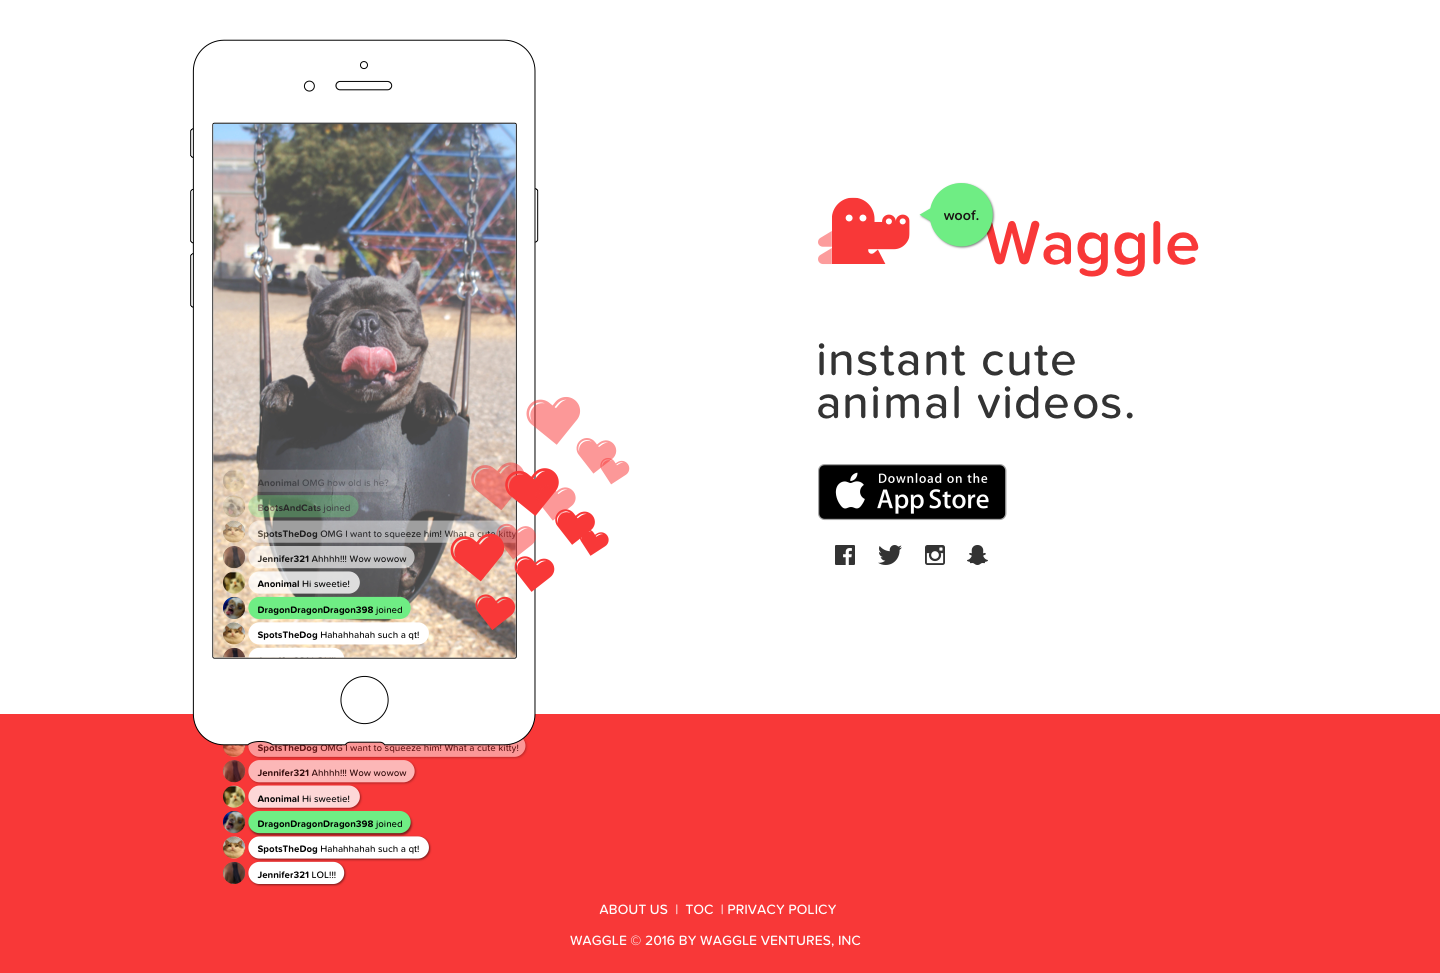 woof.
Waggle
instant cute
animal videos.
Download on the
App Store
Anonimal OMG how old is he?
BootsAndCats joined
SpotsTheDog OMG I want to squeeze him! What a cute kitty
Jennifer321 Ahhhh!!! Wow wowow
Anonimal Hi sweetie!
DragonDragonDragon398 joined
SpotsTheDog Hahahhahah such a qt!
SpotsTheDog OMG I want to squeeze him! What a cute kitty!
Jennifer321 Ahhhh!!! Wow wowow
Anonimal Hi sweetie!
DragonDragonDragon398 joined
SpotsTheDog Hahahhahah such a qt!
Jennifer321 LOL!!!
ABOUT US | TOC | PRIVACY POLICY
WAGGLE © 2016 BY WAGGLE VENTURES, INC